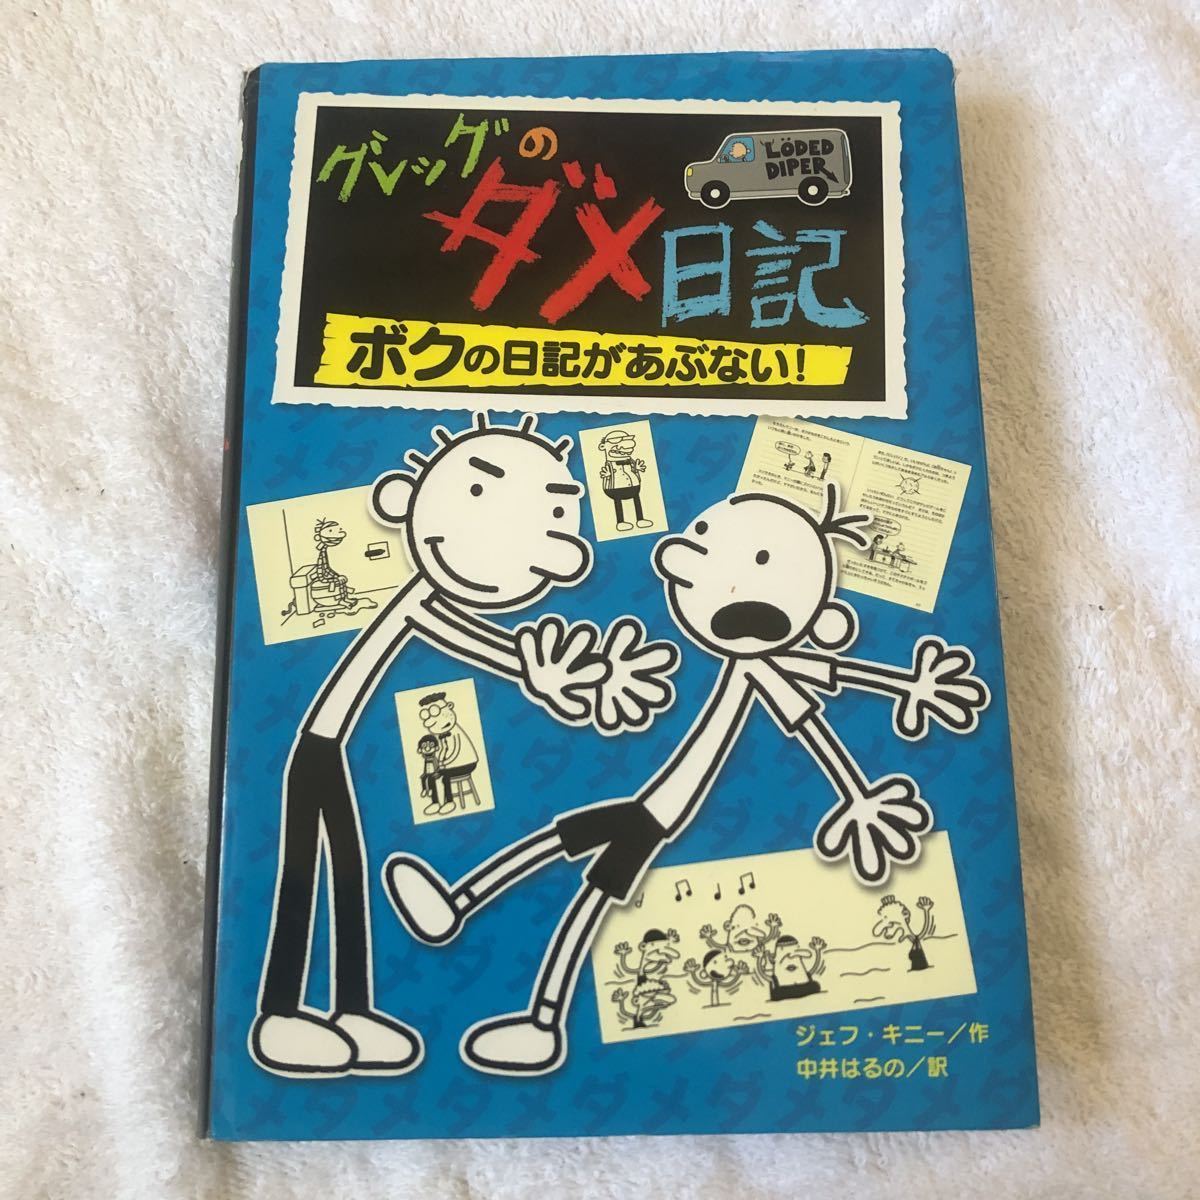 グレッグの
ダメ日記
LÖDED
DIPER
ボクの日記があぶない!
ジェフ・キニー/作
中井はるの/訳